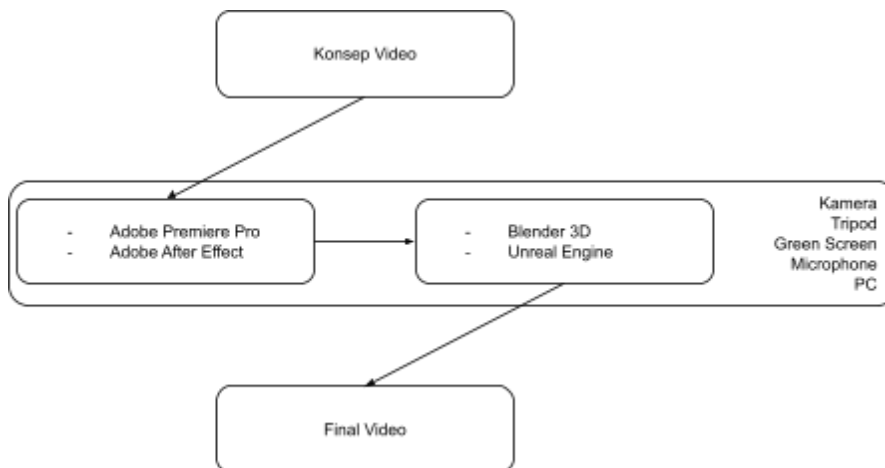 Konsep Video
- Adobe Premiere Pro
- Adobe After Effect
- Blender 3D
- Unreal Engine
Kamera
Tripod
Green Screen
Microphone
PC
Final Video